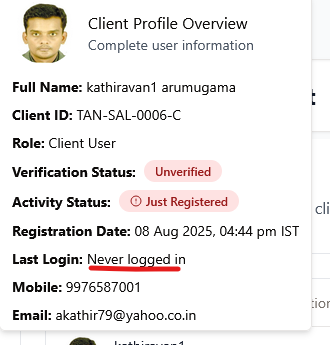 Client Profile Overview
Complete user information
Full Name: kathiravan1 arumugama
Client ID: TAN-SAL-0006-C
Role: Client User
Verification Status: Unverified
Activity Status: Just Registered
Registration Date: 08 Aug 2025, 04:44 pm IST
Last Login: Never logged in
Mobile: 9976587001
Email: akathir79@yahoo.co.in